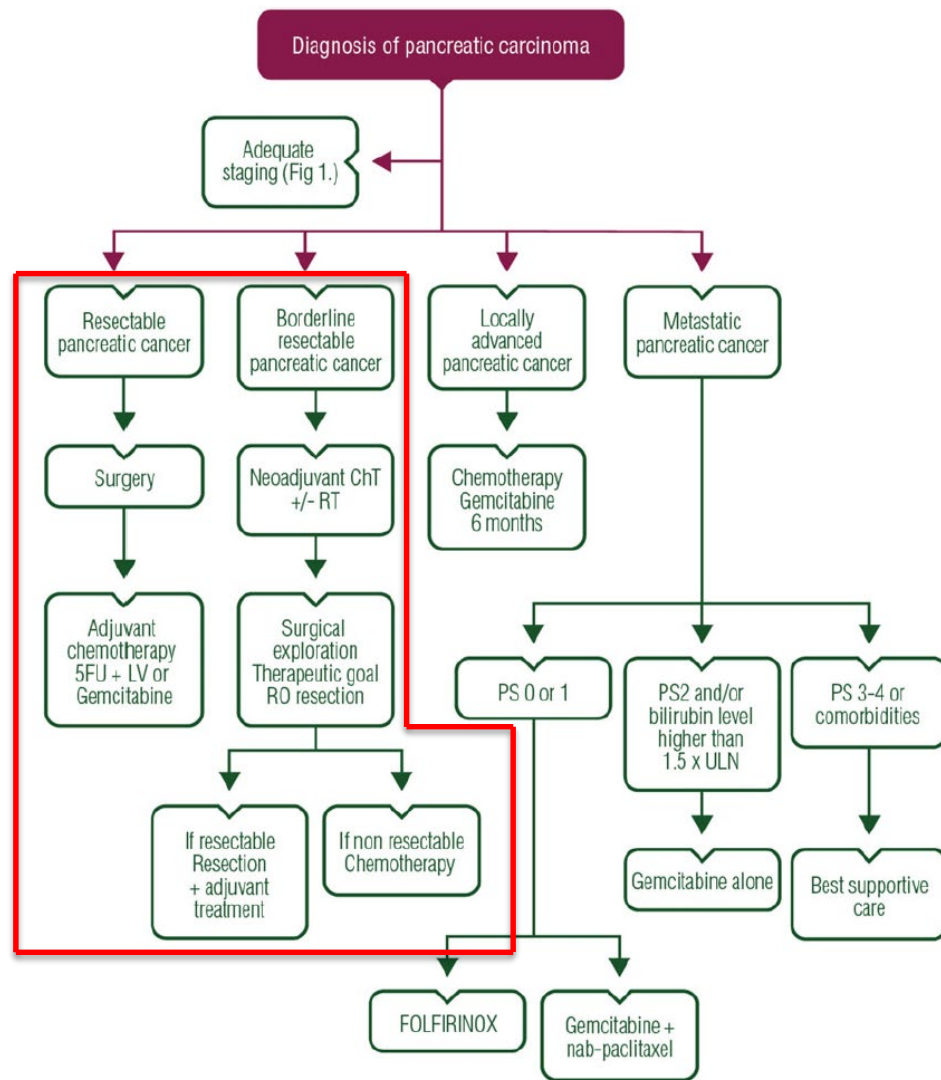 Diagnosis of pancreatic carcinoma
Adequate
staging (Fig 1.)
Resectable
pancreatic cancer
Borderline
resectable
pancreatic cancer
Locally
advanced
pancreatic cancer
Metastatic
pancreatic cancer
Surgery
Neoadjuvant ChT
+/- RT
Chemotherapy
Gemcitabine
6 months
Adjuvant
chemotherapy
5FU + LV or
Gemcitabine
Surgical
exploration
Therapeutic goal
RO resection
PS 0 or 1
PS2 and/or
bilirubin level
higher than
1.5 x ULN
PS 3-4 or
comorbidities
If resectable
Resection
+ adjuvant
treatment
If non resectable
Chemotherapy
Gemcitabine alone
Best supportive
care
FOLFIRINOX
Gemcitabine +
nab-paclitaxel